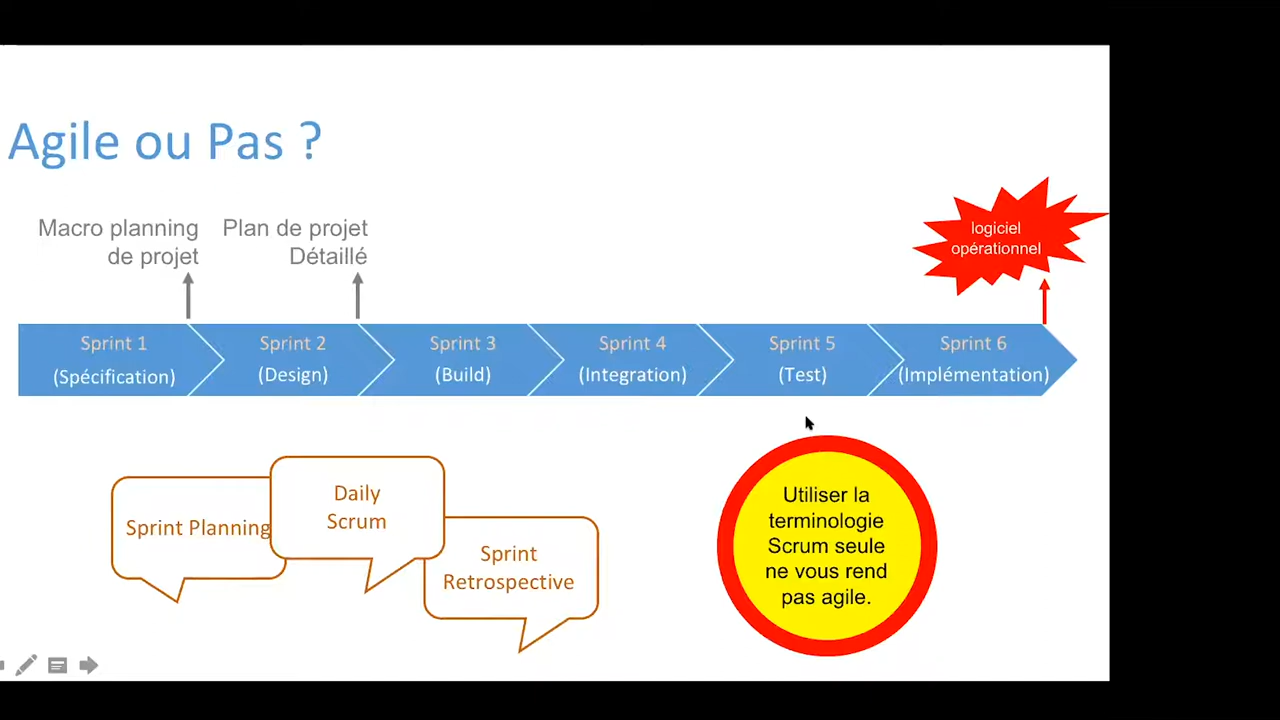 Agile ou Pas ?
Macro planning
de projet
Plan de projet
Détaillé
logiciel
opérationnel
Sprint 1
(Spécification)
Sprint 2
(Design)
Sprint 3
(Build)
Sprint 4
(Integration)
Sprint 5
(Test)
Sprint 6
(Implémentation)
Sprint Planning
Daily
Scrum
Sprint
Retrospective
Utiliser la
terminologie
Scrum seule
ne vous rend
pas agile.